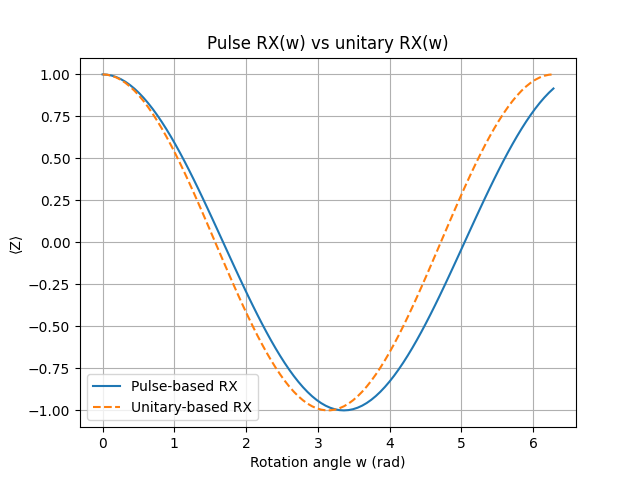 Pulse RX(w) vs unitary RX(w)
1.00
0.75
0.50
0.25
0.00
−0.25
−0.50
−0.75
−1.00
⟨Z⟩
Pulse-based RX
Unitary-based RX
0 1 2 3 4 5 6
Rotation angle w (rad)